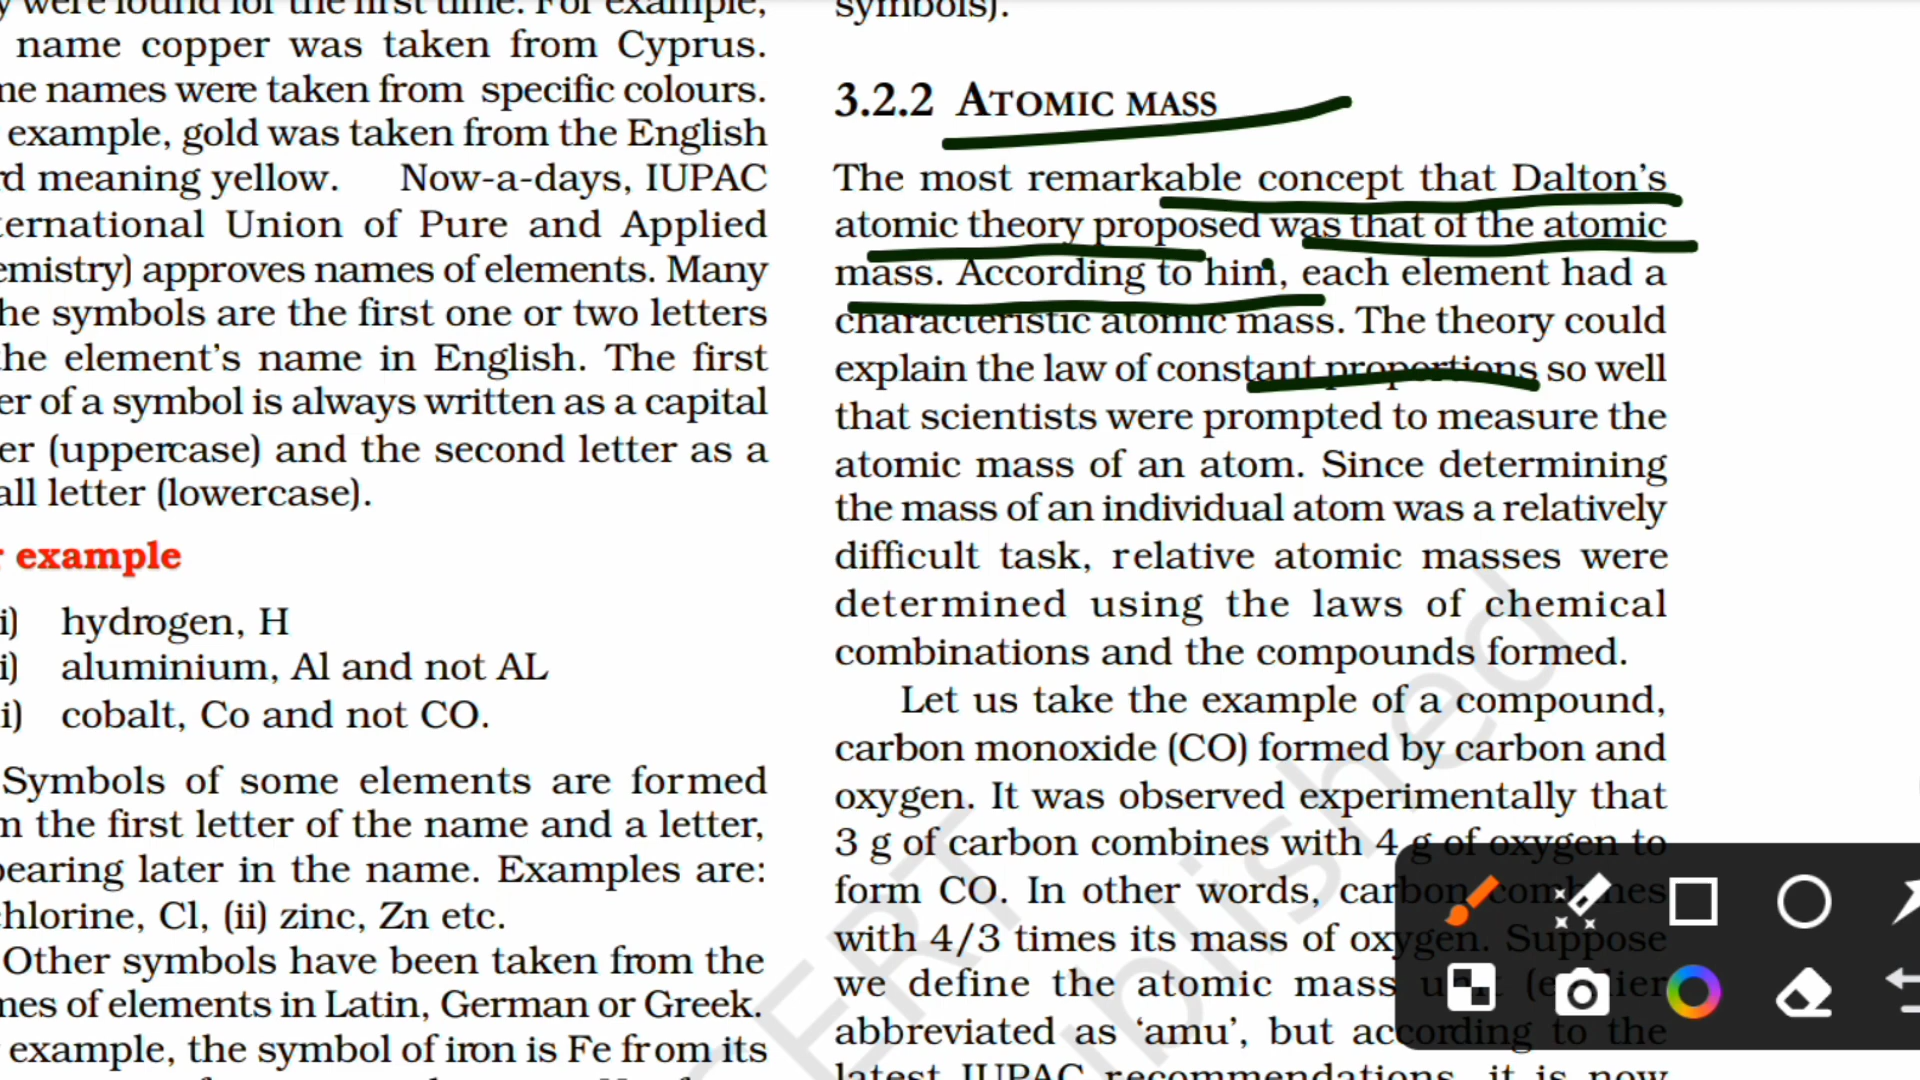 y were found for the first time. For example,
name copper was taken from Cyprus.
me names were taken from specific colours.
example, gold was taken from the English
rd meaning yellow. Now-a-days, IUPAC
ternational Union of Pure and Applied
emistry) approves names of elements. Many
he symbols are the first one or two letters
he element's name in English. The first
er of a symbol is always written as a capital
er (uppercase) and the second letter as a
all letter (lowercase).
r example
i) hydrogen, H
i) aluminium, Al and not AL
i) cobalt, Co and not CO.
Symbols of some elements are formed
m the first letter of the name and a letter,
pearing later in the name. Examples are:
chlorine, Cl, (ii) zinc, Zn etc.
Other symbols have been taken from the
mes of elements in Latin, German or Greek.
example, the symbol of iron is Fe from its
symbols).
3.2.2 ATOMIC MASS
The most remarkable concept that Dalton's
atomic theory proposed was that of the atomic
mass. According to him, each element had a
characteristic atomic mass. The theory could
explain the law of constant proportions so well
that scientists were prompted to measure the
atomic mass of an atom. Since determining
the mass of an individual atom was a relatively
difficult task, relative atomic masses were
determined using the laws of chemical
combinations and the compounds formed.
Let us take the example of a compound,
carbon monoxide (CO) formed by carbon and
oxygen. It was observed experimentally that
3 g of carbon combines with 4 g of oxygen to
form CO. In other words, carbon combines
with 4/3 times its mass of oxygen. Suppose
we define the atomic mass unit (earlier
abbreviated as 'amu', but according to the
latest IUPAC recommendations, it is now